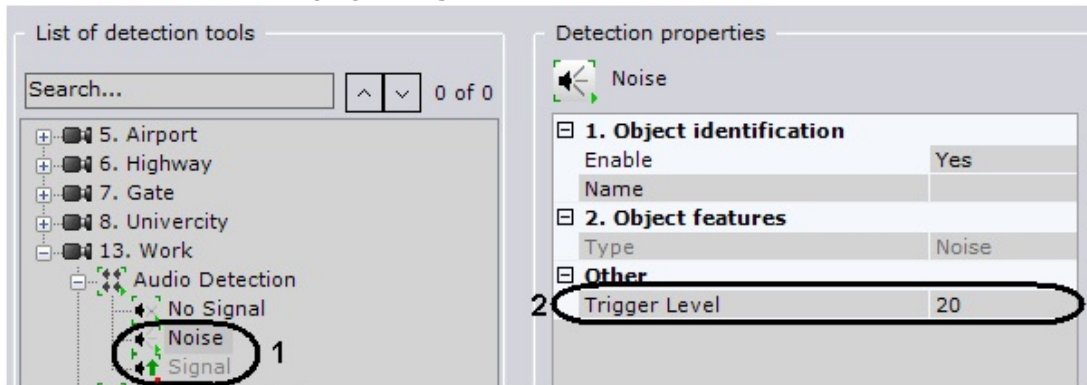 List of detection tools
Search...
0 of 0
5. Airport
6. Highway
7. Gate
8. Univercity
13. Work
Audio Detection
No Signal
Noise
Signal
1
Detection properties
Noise
1. Object identification
Enable Yes
Name
2. Object features
Type Noise
Other
2 Trigger Level 20